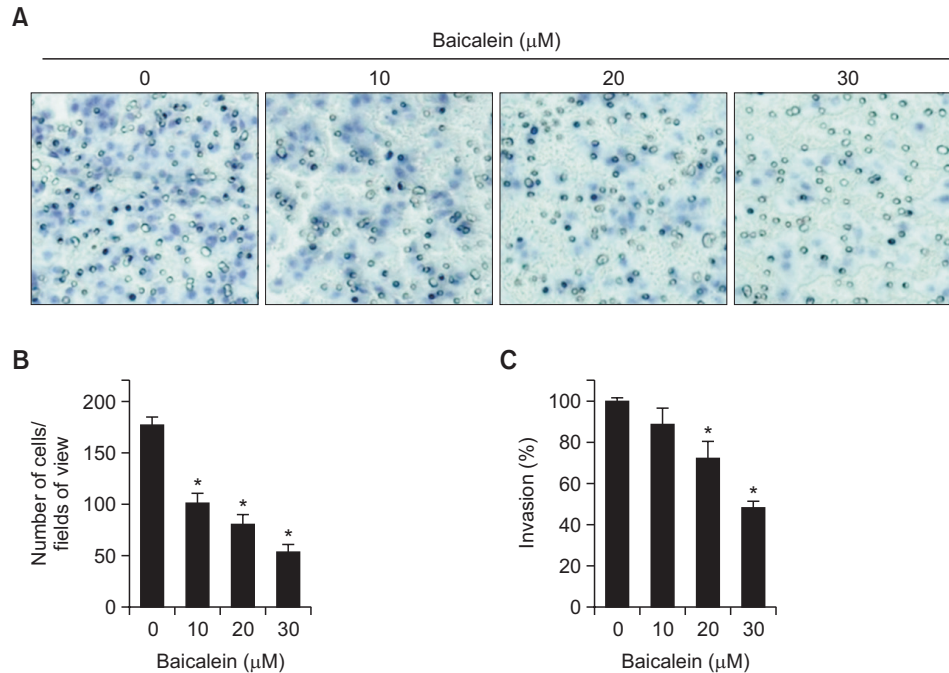 A
Baicalein (μM)
0 10 20 30
B
Number of cells/
fields of view
200
150
100
50
0
*
*
*
0 10 20 30
Baicalein (μM)
C
Invasion (%)
100
80
60
40
20
0
*
*
0 10 20 30
Baicalein (μM)